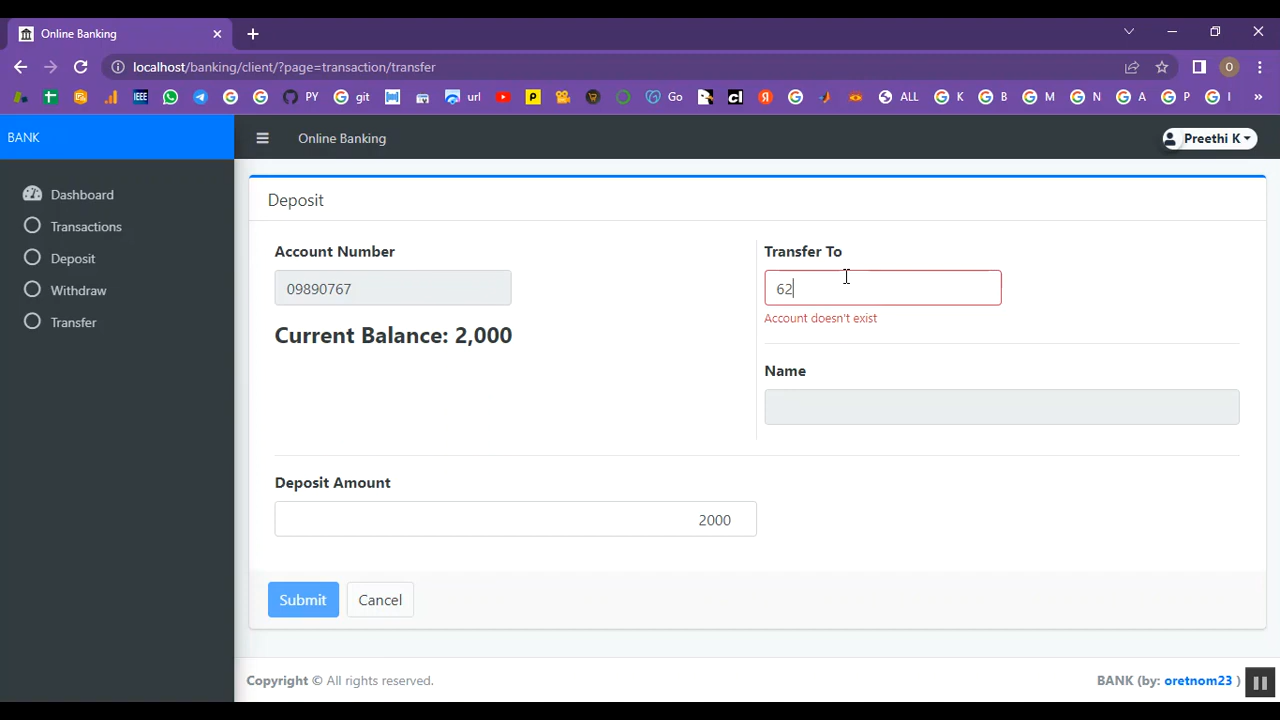 Online Banking
localhost/banking/client/?page=transaction/transfer
IEEE PY git url Go cl ALL K B M N A P I
BANK
Online Banking
Preethi K
Dashboard
Transactions
Deposit
Withdraw
Transfer
Deposit
Account Number
09890767
Current Balance: 2,000
Transfer To
62
Account doesn't exist
Name
Deposit Amount
2000
Submit Cancel
Copyright © All rights reserved.
BANK (by: oretnom23 )